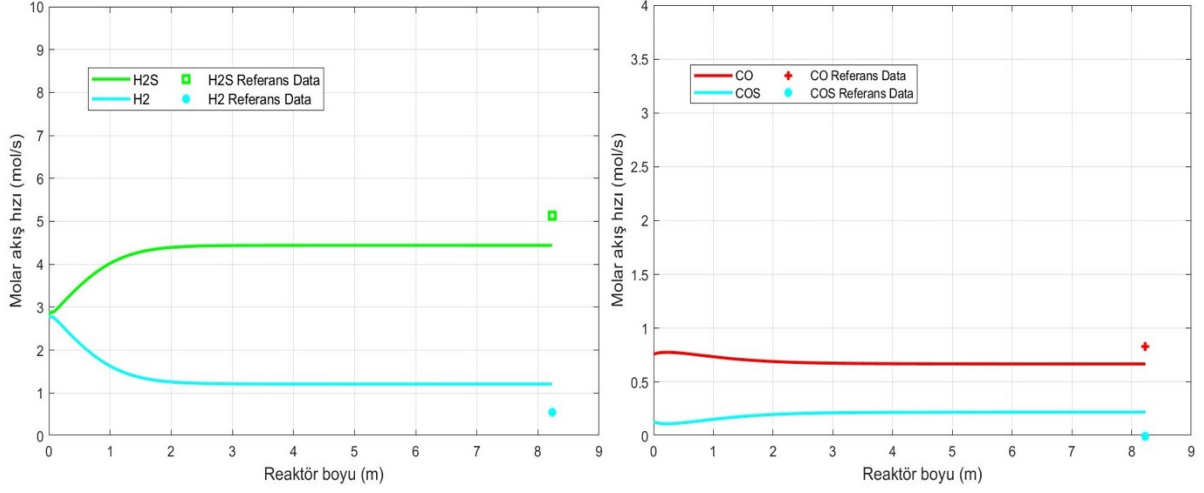 10
9
8
7
6
5
4
3
2
1
0
Molar akış hızı (mol/s)
H2S H2S Referans Data
H2 H2 Referans Data
0 1 2 3 4 5 6 7 8 9
Reaktör boyu (m)
4
3.5
3
2.5
2
1.5
1
0.5
0
Molar akış hızı (mol/s)
CO CO Referans Data
COS COS Referans Data
0 1 2 3 4 5 6 7 8 9
Reaktör boyu (m)